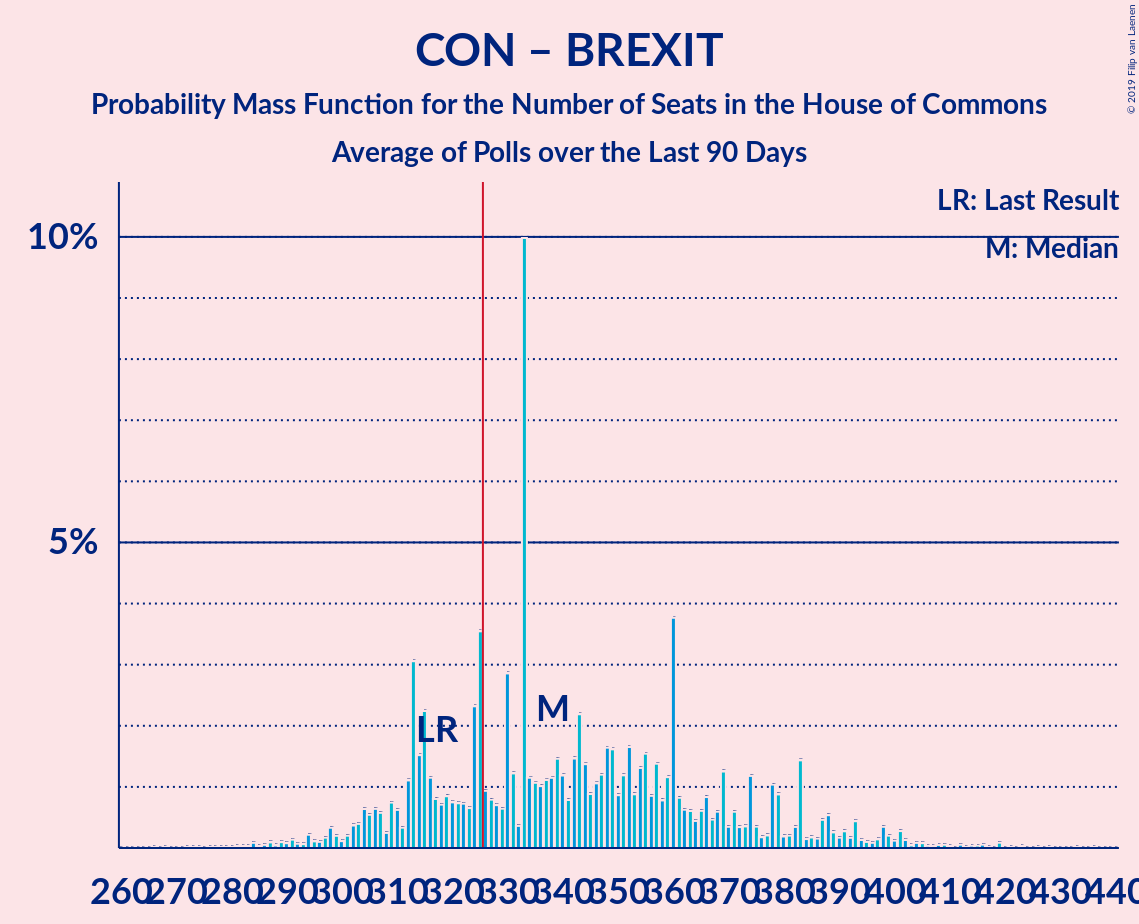 CON – BREXIT
Probability Mass Function for the Number of Seats in the House of Commons
Average of Polls over the Last 90 Days
© 2019 Filip van Laenen
LR: Last Result
M: Median
10%
5%
LR
M
260 270 280 290 300 310 320 330 340 350 360 370 380 390 400 410 420 430 440